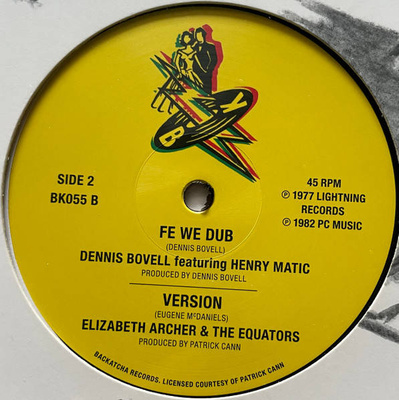 SIDE 2
BK055 B
45 RPM
℗ 1977 LIGHTNING
RECORDS
℗ 1982 PC MUSIC
FE WE DUB
(DENNIS BOVELL)
DENNIS BOVELL featuring HENRY MATIC
PRODUCED BY DENNIS BOVELL
VERSION
(EUGENE McDANIELS)
ELIZABETH ARCHER & THE EQUATORS
PRODUCED BY PATRICK CANN
BACKATCHA RECORDS. LICENSED COURTESY OF PATRICK CANN